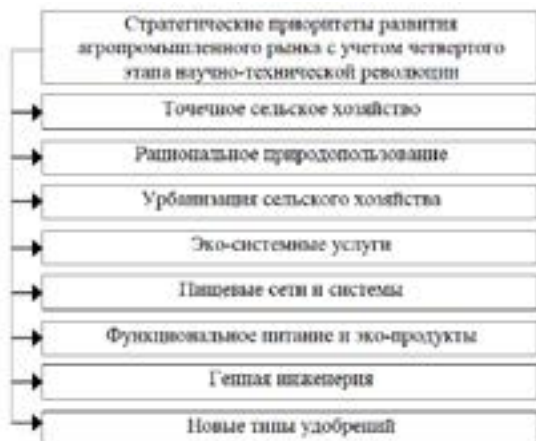 Стратегические приоритеты развития
агропромышленного рынка с учетом четвертого
этапа научно-технической революции
Точечное сельское хозяйство
Рациональное природопользование
Урбанизация сельского хозяйства
Эко-системные услуги
Пищевые сети и системы
Функциональное питание и эко-продукты
Генная инженерия
Новые типы удобрений